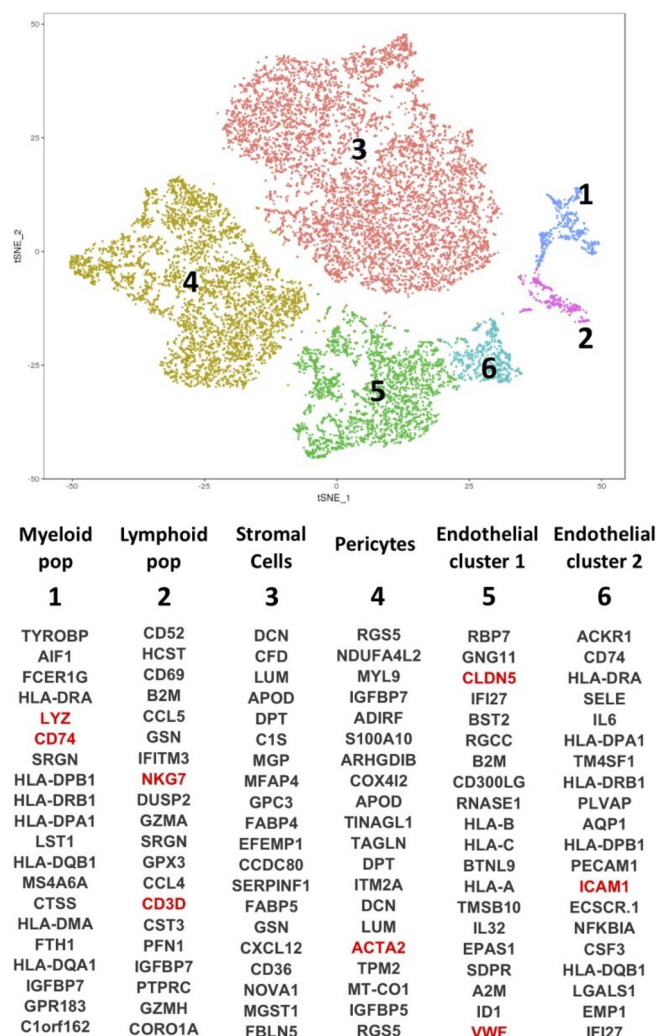 50
25
0
-25
-50
tSNE_2
3
1
4
2
6
5
-50
-25
0
25
50
tSNE_1
Myeloid pop Lymphoid pop Stromal Cells Pericytes Endothelial cluster 1 Endothelial cluster 2
1 2 3 4 5 6
TYROBP CD52 DCN RGS5 RBP7 ACKR1
AIF1 HCST CFD NDUFA4L2 GNG11 CD74
FCER1G CD69 LUM MYL9 CLDN5 HLA-DRA
HLA-DRA B2M APOD IGFBP7 IFI27 SELE
LYZ CCL5 DPT ADIRF BST2 IL6
CD74 GSN C1S S100A10 RGCC HLA-DPA1
SRGN IFITM3 MGP ARHGDIB B2M TM4SF1
HLA-DPB1 NKG7 MFAP4 COX4I2 CD300LG HLA-DRB1
HLA-DRB1 DUSP2 GPC3 APOD RNASE1 PLVAP
HLA-DPA1 GZMA FABP4 TINAGL1 HLA-B AQP1
LST1 SRGN EFEMP1 TAGLN HLA-C HLA-DPB1
HLA-DQB1 GPX3 CCDC80 DPT BTNL9 PECAM1
MS4A6A CCL4 SERPINF1 ITM2A HLA-A ICAM1
CTSS CD3D FABP5 DCN TMSB10 ECSCR.1
HLA-DMA CST3 GSN LUM IL32 NFKBIA
FTH1 PFN1 CXCL12 ACTA2 EPAS1 CSF3
HLA-DQA1 IGFBP7 CD36 TPM2 SDPR HLA-DQB1
IGFBP7 PTPRC NOVA1 MT-CO1 A2M LGALS1
GPR183 GZMH MGST1 IGFBP5 ID1 EMP1
C1orf162 CORO1A FBLN5 RGS5 VWF IFI27